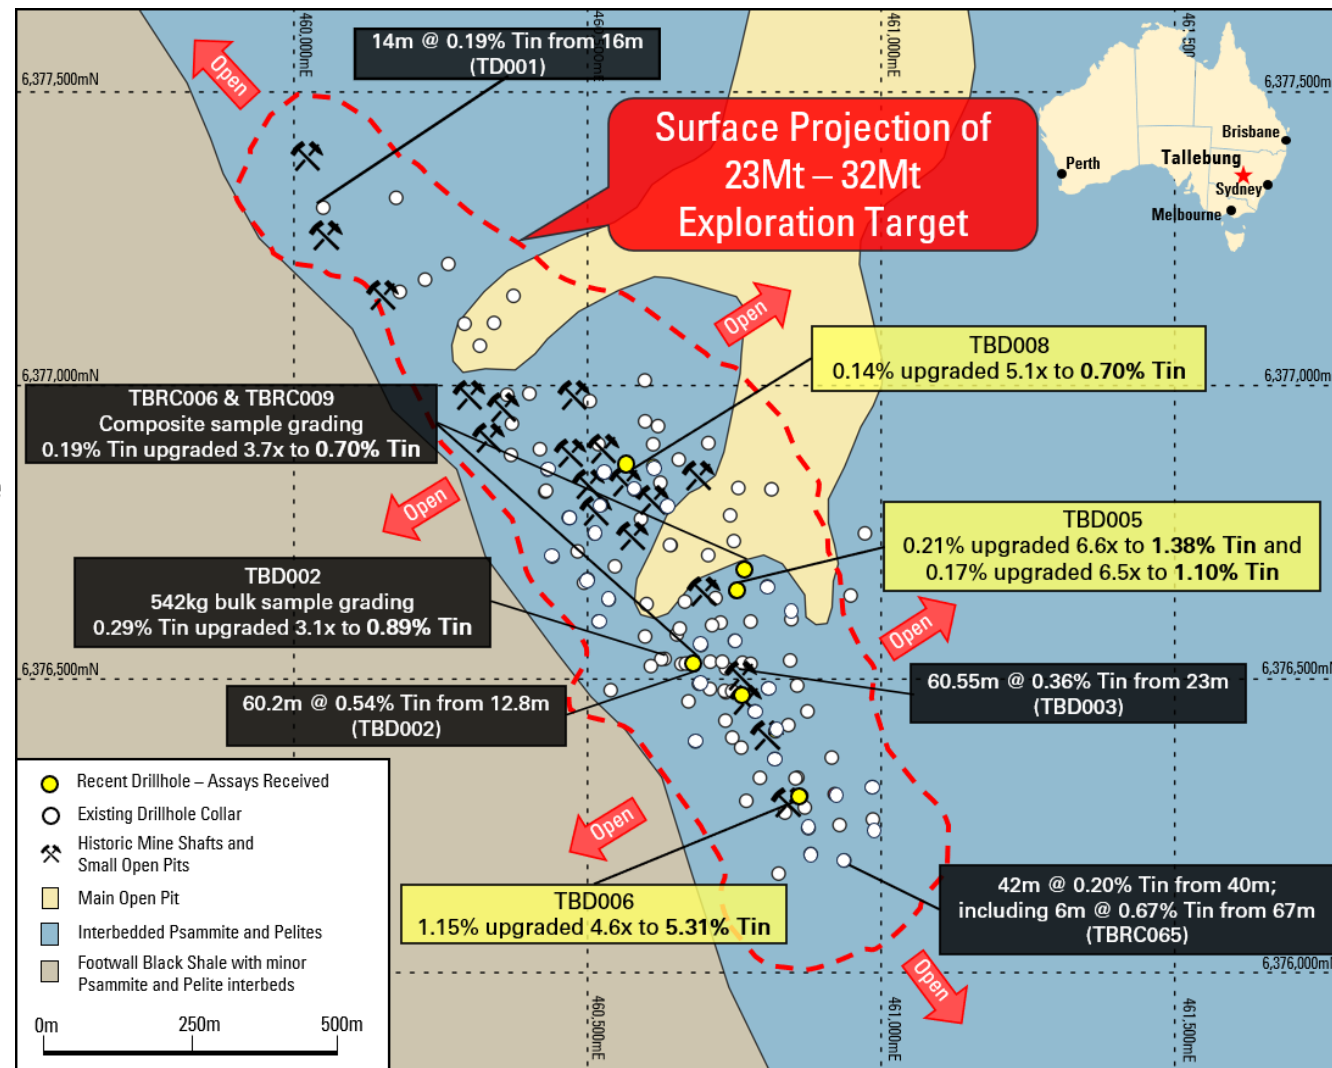 460,000mE
460,500mE
461,000mE
461,500
14m @ 0.19% Tin from 16m
(TD001)
Open
6,377,500mN
6,377,500m
Surface Projection of
23Mt – 32Mt
Exploration Target
Brisbane
Perth
Tallebung
Sydney
Melbourne
Open
TBD008
0.14% upgraded 5.1x to 0.70% Tin
6,377,000mN
6,377,000m
TBRC006 & TBRC009
Composite sample grading
0.19% Tin upgraded 3.7x to 0.70% Tin
Open
TBD005
0.21% upgraded 6.6x to 1.38% Tin and
0.17% upgraded 6.5x to 1.10% Tin
TBD002
542kg bulk sample grading
0.29% Tin upgraded 3.1x to 0.89% Tin
Open
6,376,500mN
6,376,500m
60.55m @ 0.36% Tin from 23m
(TBD003)
60.2m @ 0.54% Tin from 12.8m
(TBD002)
Open
TBD006
1.15% upgraded 4.6x to 5.31% Tin
42m @ 0.20% Tin from 40m;
including 6m @ 0.67% Tin from 67m
(TBRC065)
Open
6,376,000m
Recent Drillhole – Assays Received
Existing Drillhole Collar
Historic Mine Shafts and
Small Open Pits
Main Open Pit
Interbedded Psammite and Pelites
Footwall Black Shale with minor
Psammite and Pelite interbeds
0m 250m 500m
460,500mE
461,000mE
461,500mE